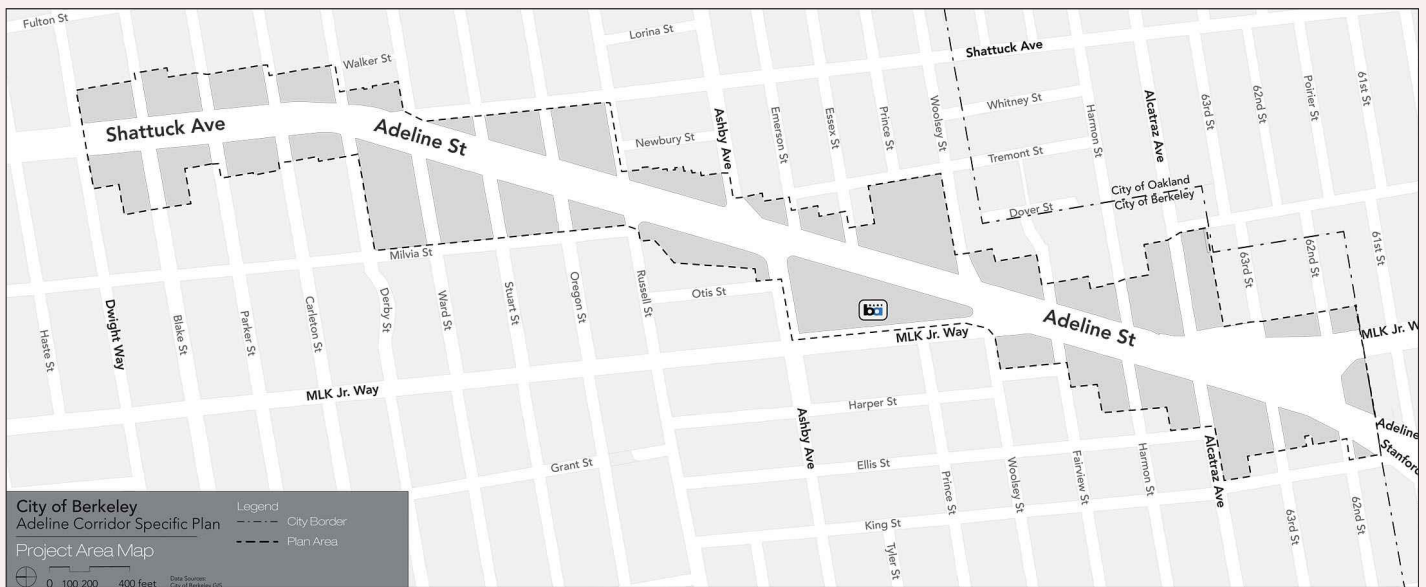 Fulton St
Walker St
Lorina St
Shattuck Ave
Shattuck Ave
Adeline St
Newbury St
Ashby Ave
Emerson St
Essex St
Prince St
Woolsey St
Whitney St
Tremont St
Harmon St
Alcatraz Ave
63rd St
62nd St
Poirier St
61st St
City of Oakland
City of Berkeley
Dover St
Milvia St
Haste St
Dwight Way
Blake St
Parker St
Carleton St
Derby St
Ward St
Stuart St
Oregon St
Russell St
Otis St
ba
MLK Jr. Way
Adeline St
63rd St
62nd St
61st St
MLK Jr. W
MLK Jr. Way
Harper St
Ashby Ave
Grant St
Ellis St
Prince St
Woolsey St
Fairview St
Harmon St
Alcatraz Ave
Adeline
Stanford
King St
Tyler St
63rd St
62nd St
City of Berkeley
Adeline Corridor Specific Plan
Project Area Map
0 100 200 400 feet
Data Sources:
City of Berkeley GIS
Legend
City Border
Plan Area